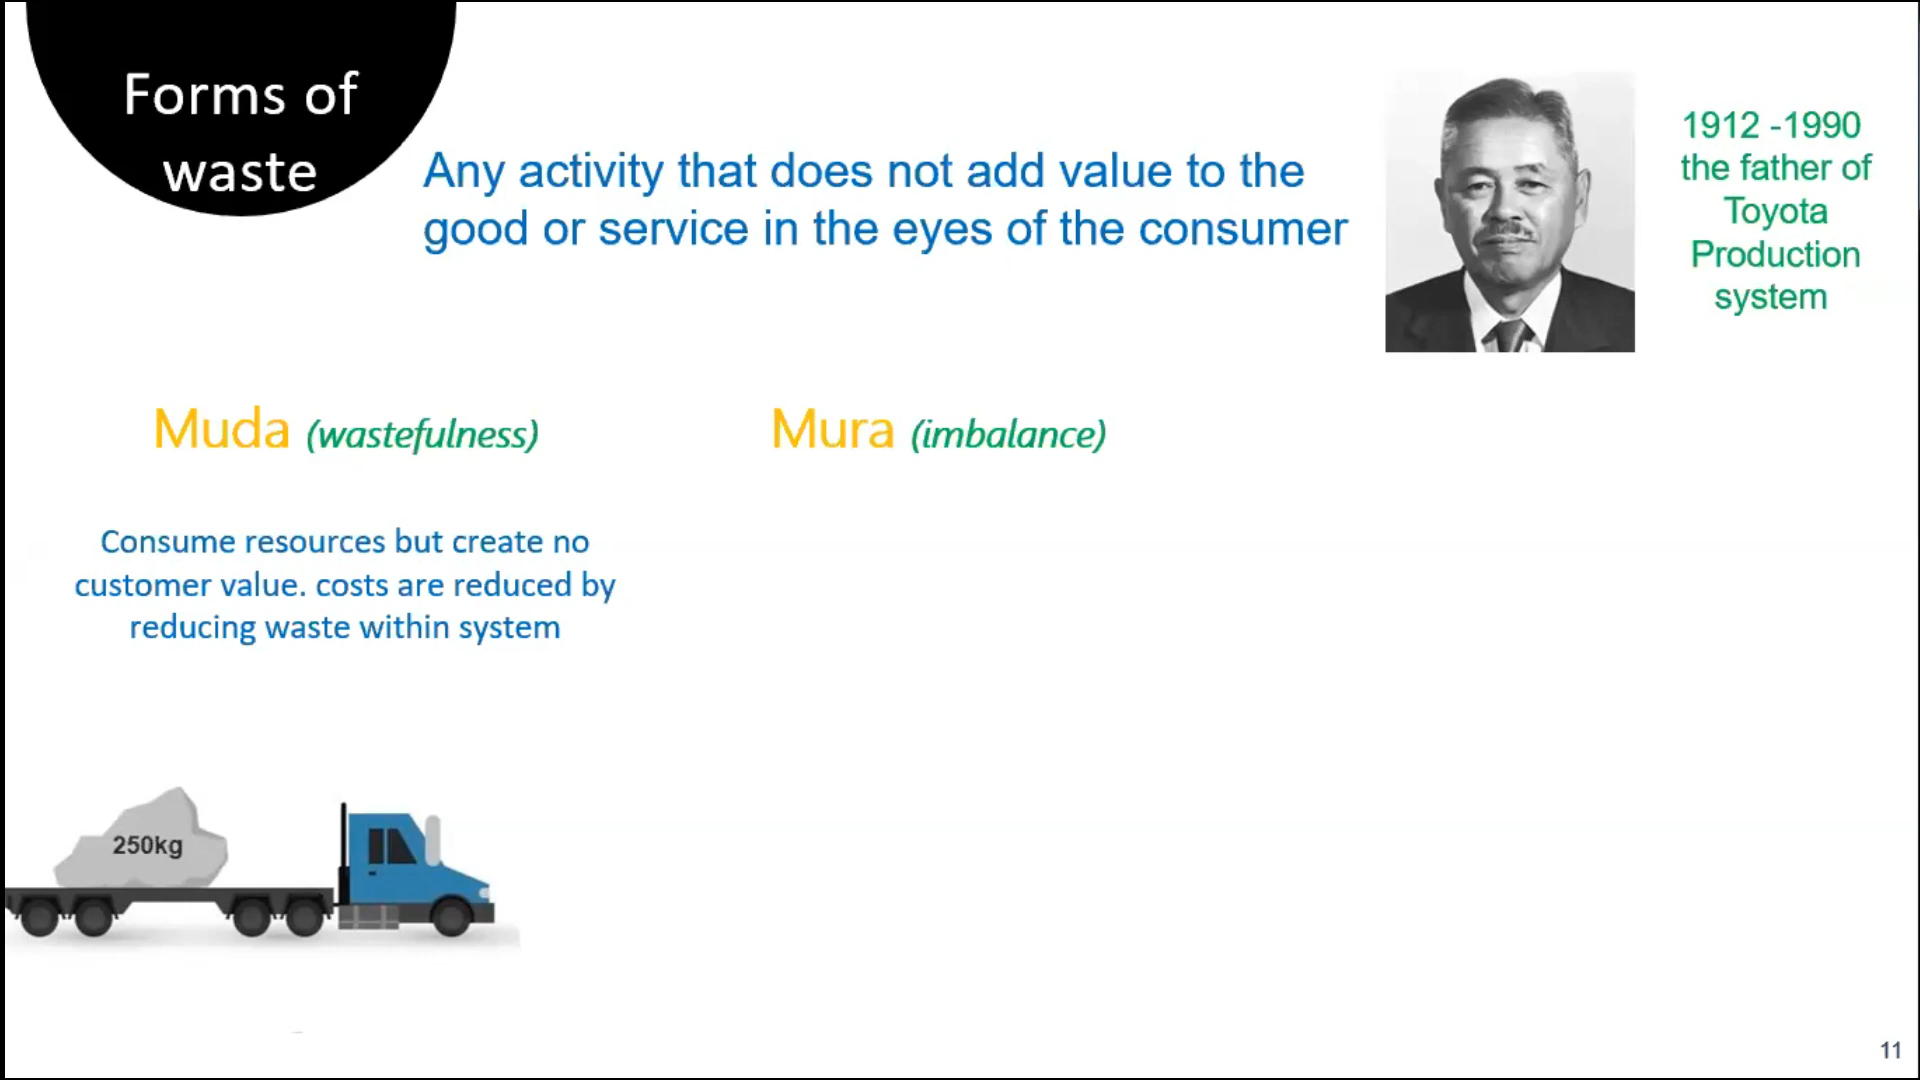 Forms of
waste
Any activity that does not add value to the
good or service in the eyes of the consumer
1912 -1990
the father of
Toyota
Production
system
Muda (wastefulness)
Mura (imbalance)
Consume resources but create no
customer value. costs are reduced by
reducing waste within system
250kg
11